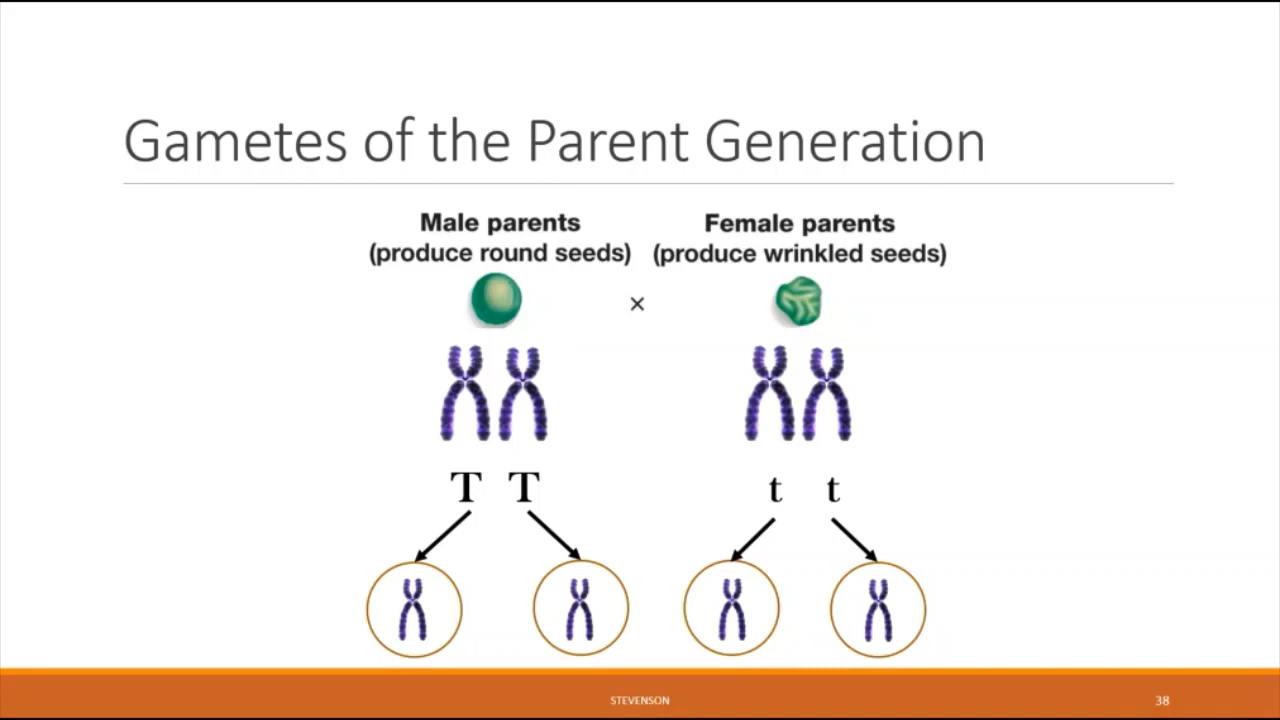 Gametes of the Parent Generation
Male parents
(produce round seeds)
Female parents
(produce wrinkled seeds)
×
T T
t t
STEVENSON
38